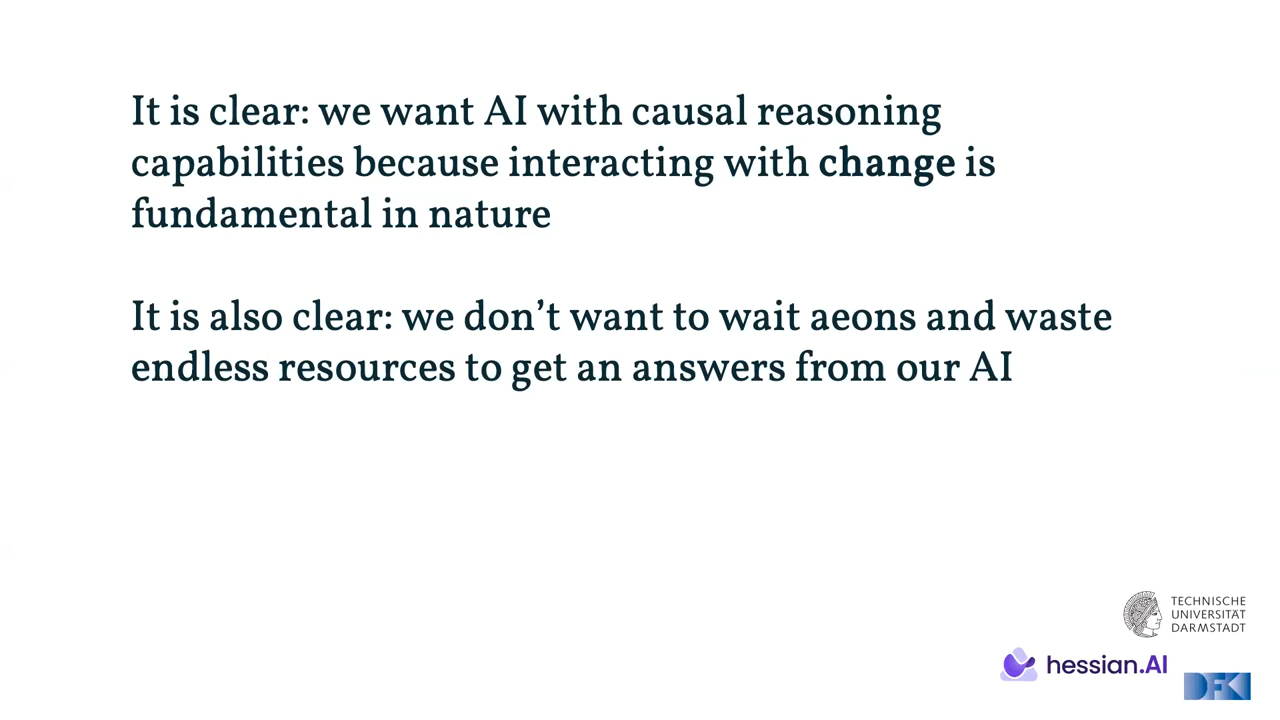 It is clear: we want AI with causal reasoning
capabilities because interacting with change is
fundamental in nature
It is also clear: we don’t want to wait aeons and waste
endless resources to get an answers from our AI
TECHNISCHE
UNIVERSITÄT
DARMSTADT
hessian.AI
DFKI